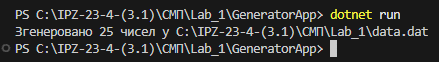 PS C:\IPZ-23-4-(3.1)\СМП\Lab_1\GeneratorApp> dotnet run
Згенеровано 25 чисел у C:\IPZ-23-4-(3.1)\СМП\Lab_1\data.dat
PS C:\IPZ-23-4-(3.1)\СМП\Lab_1\GeneratorApp>